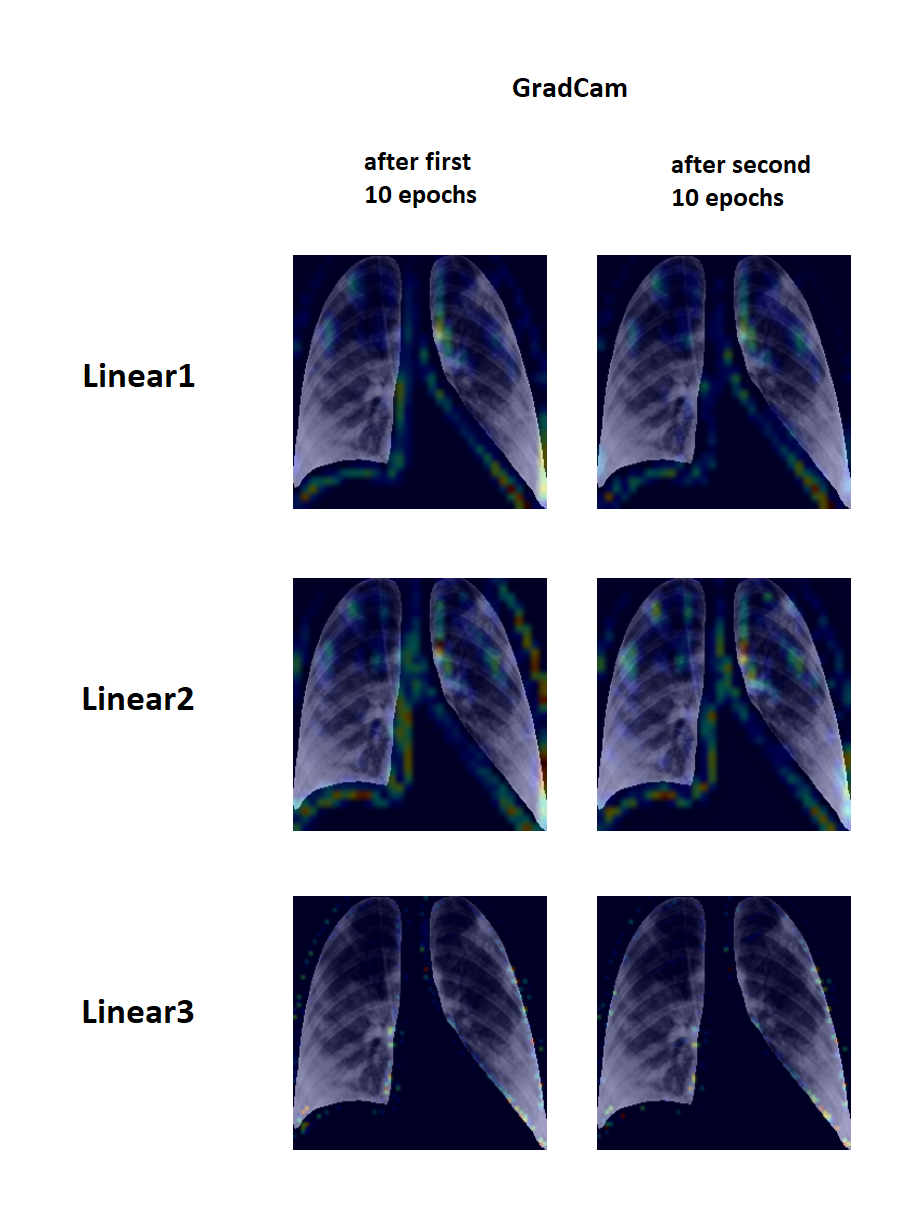 GradCam
after first
10 epochs
after second
10 epochs
Linear1
Linear2
Linear3